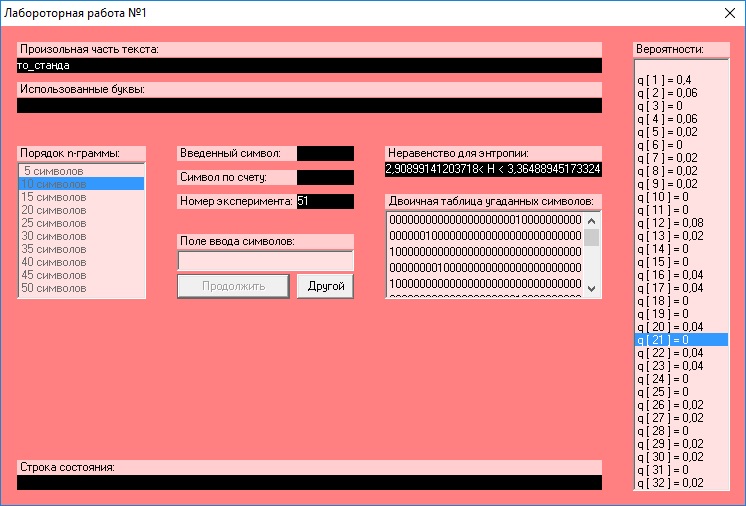 Лабороторная работа №1
Произольная часть текста:
то_станда
Использованные буквы:
Порядок n-граммы:
5 символов
10 символов
15 символов
20 символов
25 символов
30 символов
35 символов
40 символов
45 символов
50 символов
Введенный символ:
Символ по счету:
Номер эксперимента: 51
Поле ввода символов:
Продолжить
Другой
Неравенство для энтропии:
2,90899141203718< H < 3,36488945173324
Двоичная таблица угаданных символов:
00000000000000000000010000000000
00000100000000000000000000000000
10000000000000000000000000000000
00000000100000000000000000000000
10000000000000000000000000000000
Строка состояния:
Вероятности:
q [ 1 ] = 0,4
q [ 2 ] = 0,06
q [ 3 ] = 0
q [ 4 ] = 0,06
q [ 5 ] = 0,02
q [ 6 ] = 0
q [ 7 ] = 0,02
q [ 8 ] = 0,02
q [ 9 ] = 0,02
q [ 10 ] = 0
q [ 11 ] = 0
q [ 12 ] = 0,08
q [ 13 ] = 0,02
q [ 14 ] = 0
q [ 15 ] = 0
q [ 16 ] = 0,04
q [ 17 ] = 0,04
q [ 18 ] = 0
q [ 19 ] = 0
q [ 20 ] = 0,04
q [ 21 ] = 0
q [ 22 ] = 0,04
q [ 23 ] = 0,04
q [ 24 ] = 0
q [ 25 ] = 0
q [ 26 ] = 0,02
q [ 27 ] = 0,02
q [ 28 ] = 0
q [ 29 ] = 0,02
q [ 30 ] = 0,02
q [ 31 ] = 0
q [ 32 ] = 0,02